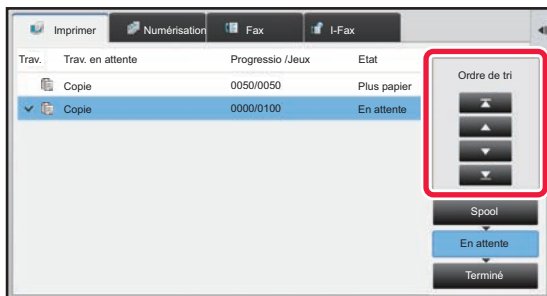 Imprimer Numérisation Fax I-Fax
Trav. Trav. en attente Progressio /Jeux Etat
Copie 0050/0050 Plus papier
Copie 0000/0100 En attente
Ordre de tri
Spool
En attente
Terminé